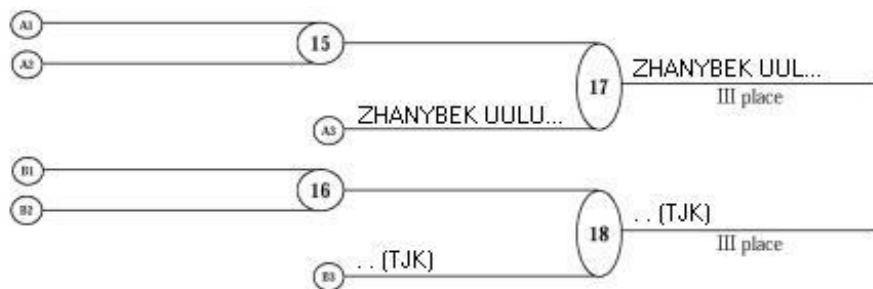 A1
A2
15
ZHANYBEK UULU...
A3
17
ZHANYBEK UUL...
III place
B1
B2
16
. . (TJK)
B3
18
. . (TJK)
III place